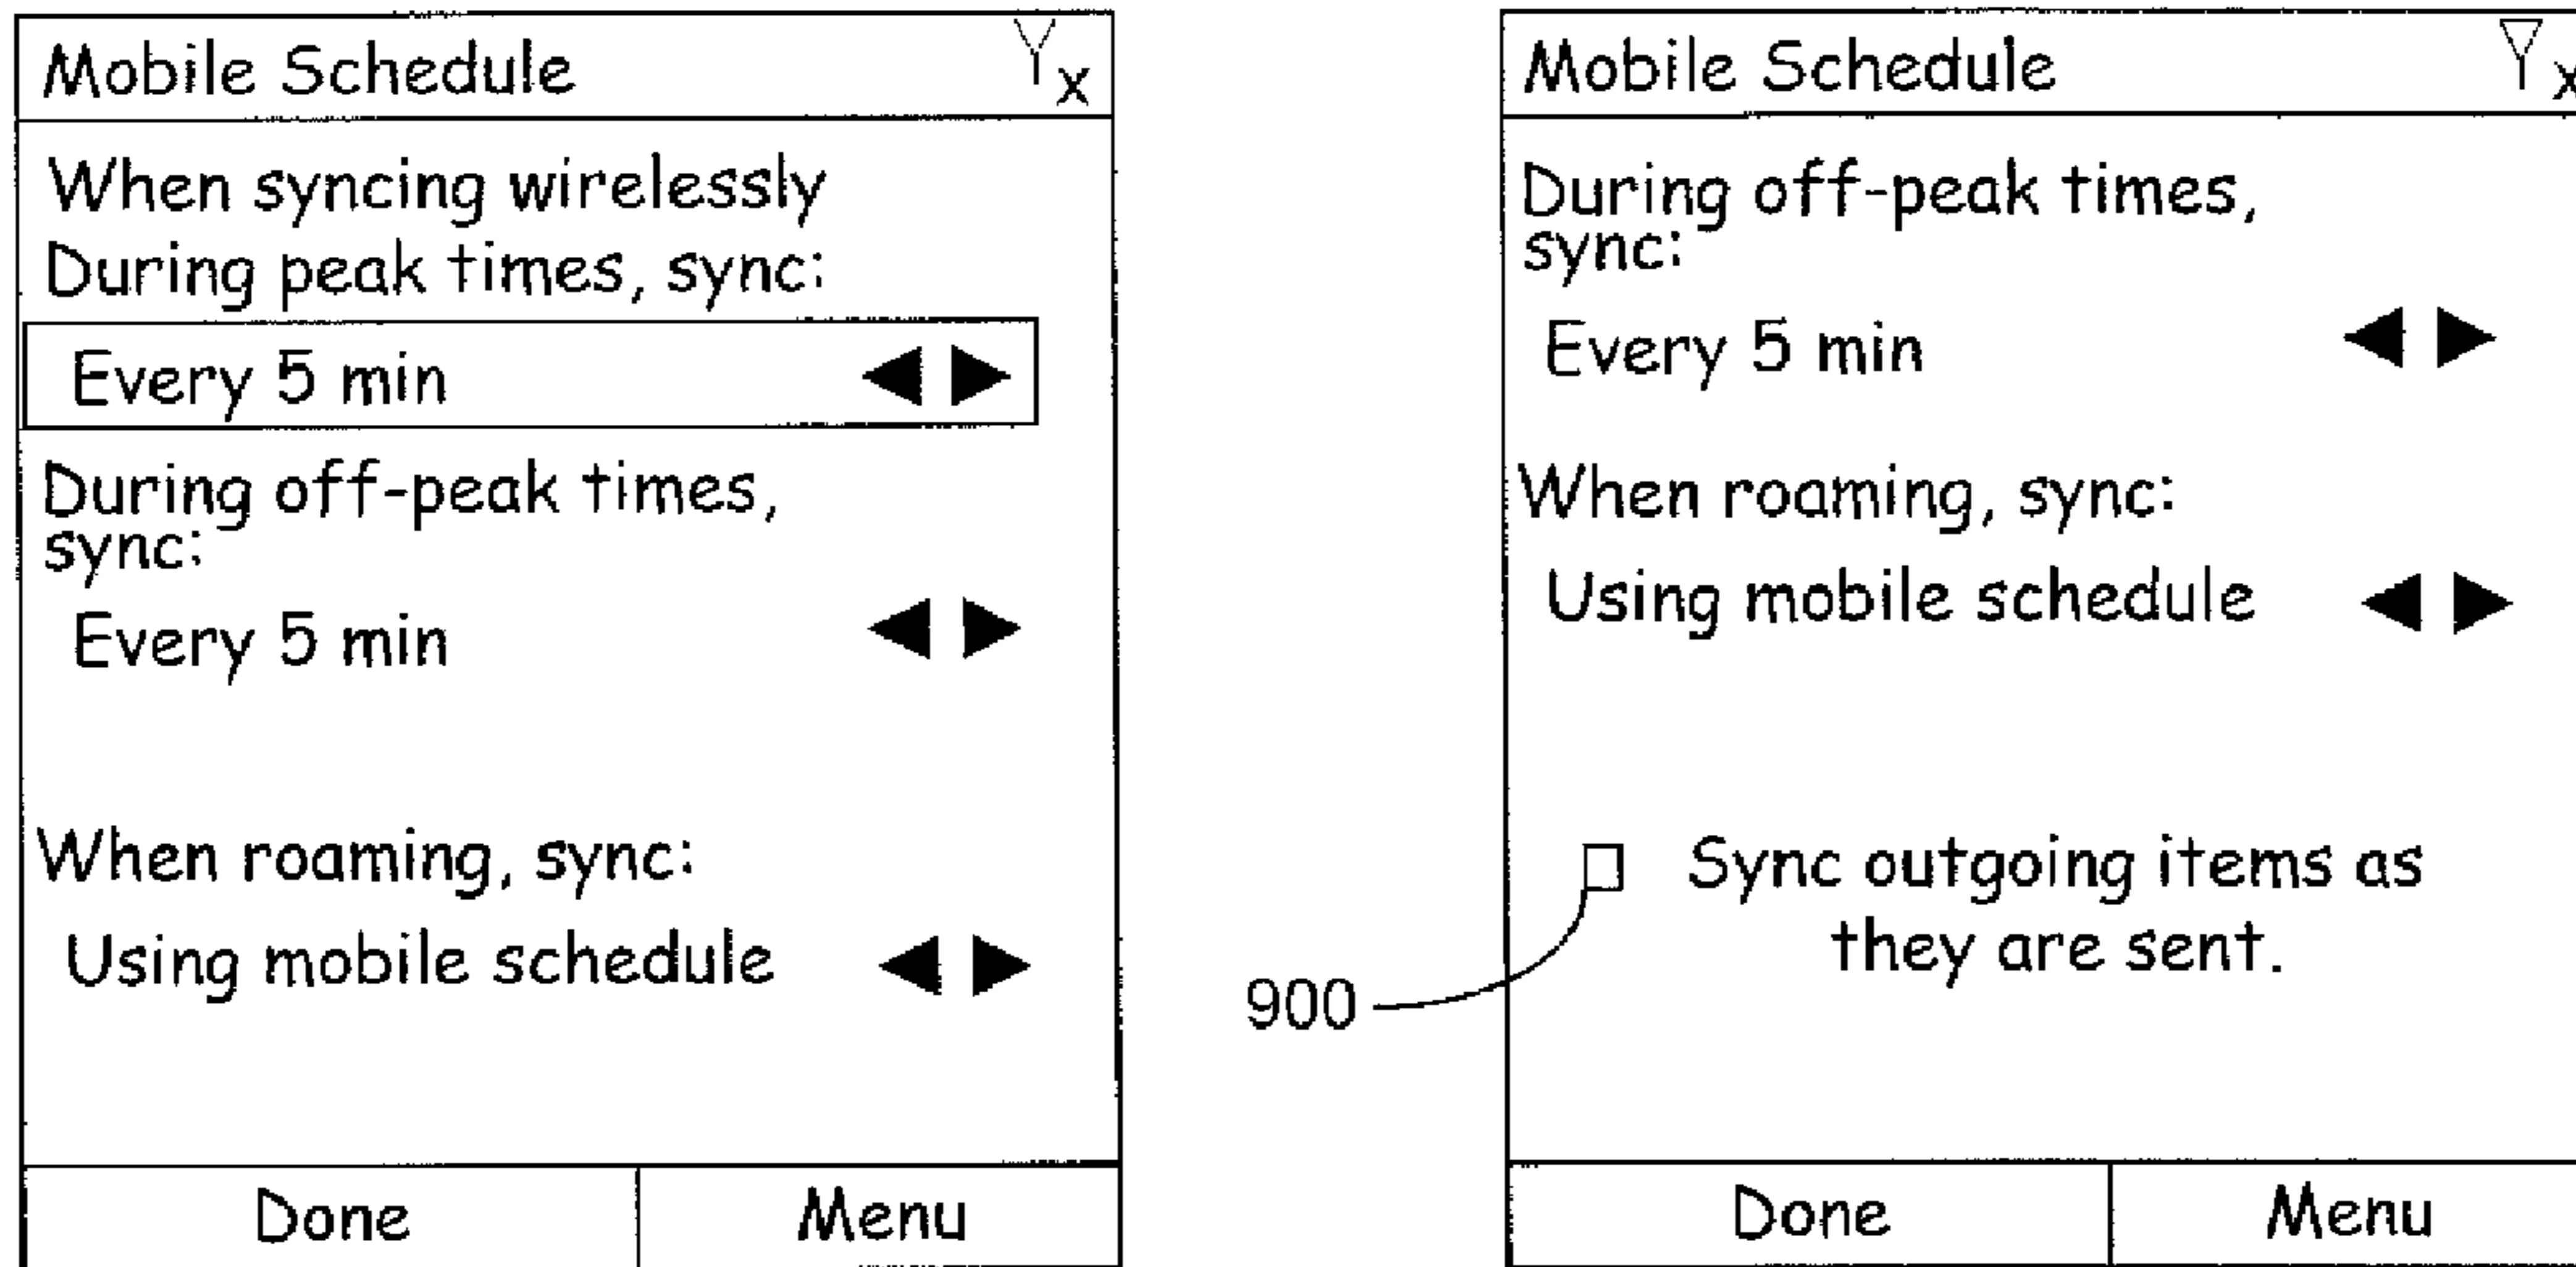 Mobile Schedule
x
When syncing wirelessly
During peak times, sync:
Every 5 min
During off-peak times,
sync:
Every 5 min
When roaming, sync:
Using mobile schedule
Done Menu
Mobile Schedule
x
During off-peak times,
sync:
Every 5 min
When roaming, sync:
Using mobile schedule
Sync outgoing items as
they are sent.
900
Done Menu